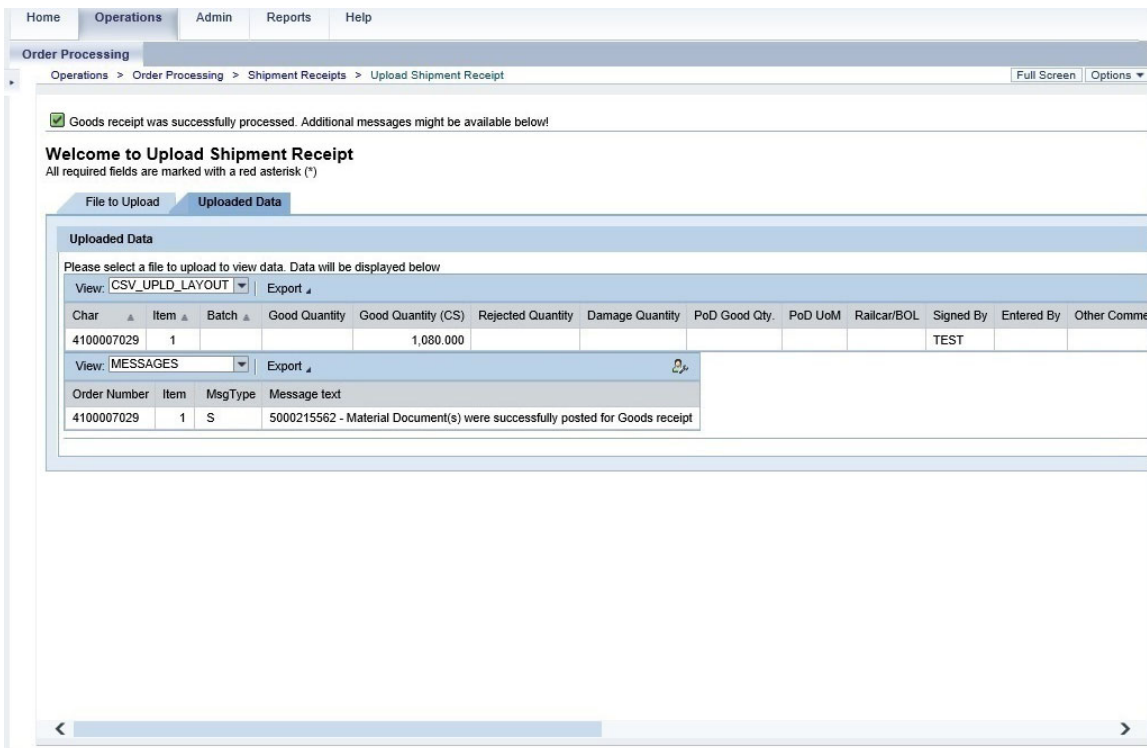 Home Operations Admin Reports Help
Order Processing
Operations > Order Processing > Shipment Receipts > Upload Shipment Receipt Full Screen Options
Goods receipt was successfully processed. Additional messages might be available below!
Welcome to Upload Shipment Receipt
All required fields are marked with a red asterisk (*)
File to Upload Uploaded Data
Uploaded Data
Please select a file to upload to view data. Data will be displayed below
View: CSV_UPLD_LAYOUT Export
Char Item Batch Good Quantity Good Quantity (CS) Rejected Quantity Damage Quantity PoD Good Qty. PoD UoM Railcar/BOL Signed By Entered By Other Comme
4100007029 1 1,080.000 TEST
View: MESSAGES Export
Order Number Item MsgType Message text
4100007029 1 S 5000215562 - Material Document(s) were successfully posted for Goods receipt